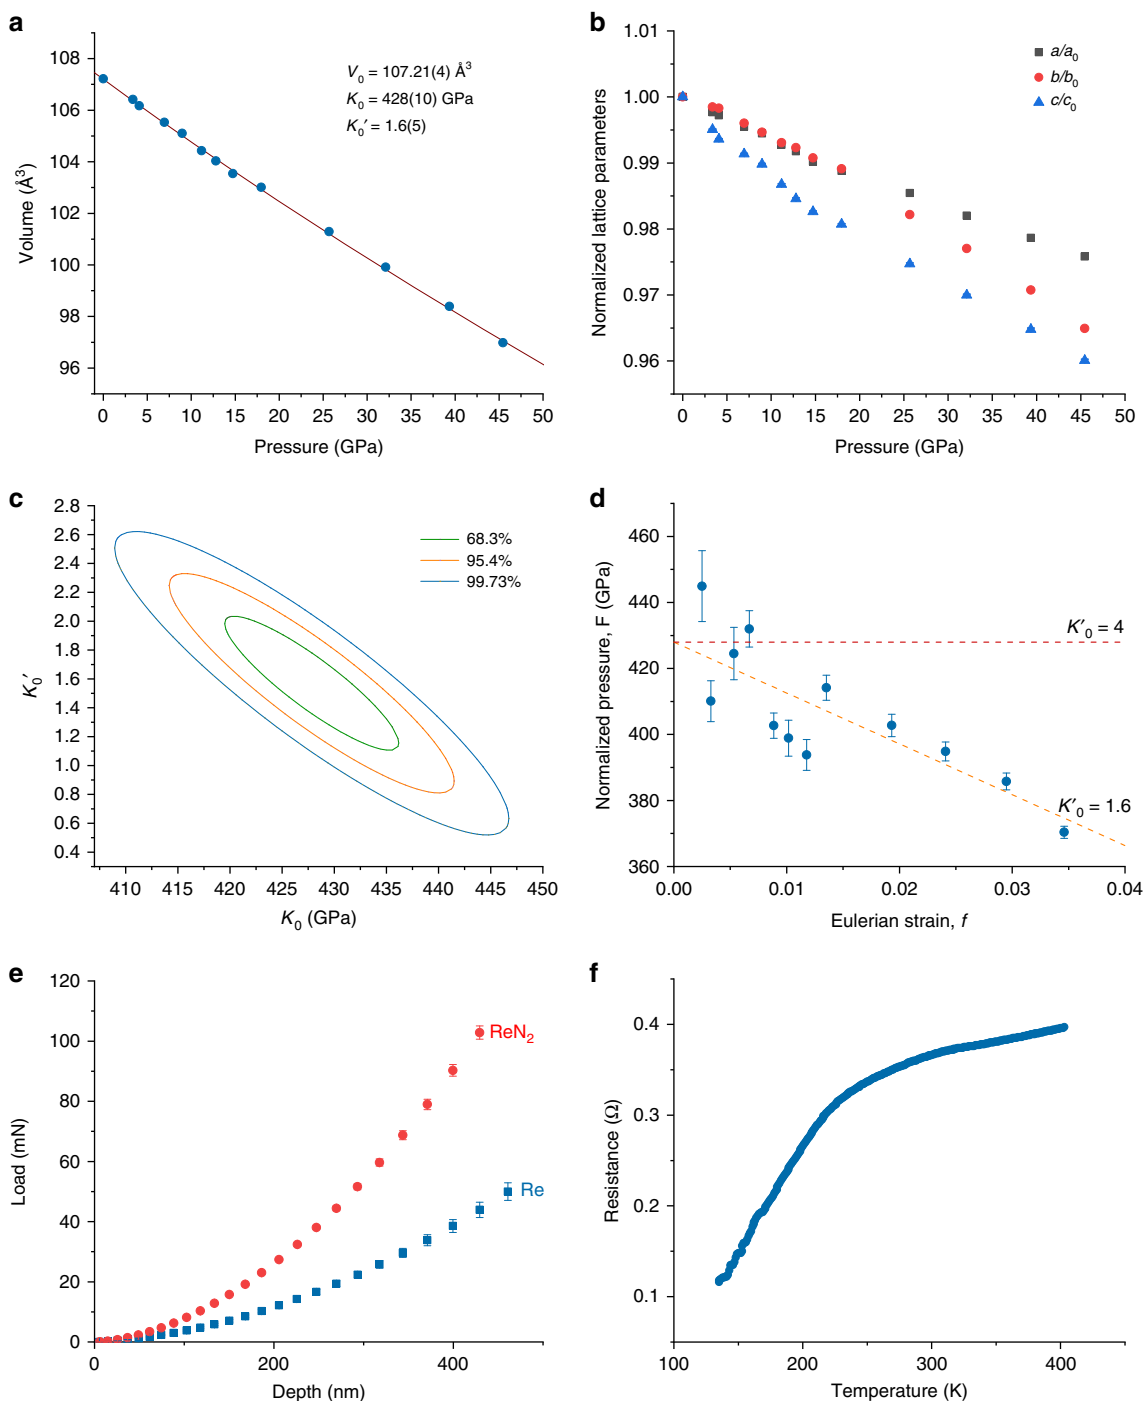 a
108
106
104
102
100
98
96
Volume (Å³)
V₀ = 107.21(4) Å³
K₀ = 428(10) GPa
K₀′ = 1.6(5)
0 5 10 15 20 25 30 35 40 45 50
Pressure (GPa)
b
1.01
1.00
0.99
0.98
0.97
0.96
Normalized lattice parameters
a/a₀
b/b₀
c/c₀
0 5 10 15 20 25 30 35 40 45 50
Pressure (GPa)
c
2.8
2.6
2.4
2.2
2.0
1.8
1.6
1.4
1.2
1.0
0.8
0.6
0.4
K₀′
68.3%
95.4%
99.73%
410 415 420 425 430 435 440 445 450
K₀ (GPa)
d
460
440
420
400
380
360
Normalized pressure, F (GPa)
K′₀ = 4
K′₀ = 1.6
0.00 0.01 0.02 0.03 0.04
Eulerian strain, f
e
120
100
80
60
40
20
0
Load (mN)
ReN₂
Re
0 200 400
Depth (nm)
f
0.4
0.3
0.2
0.1
Resistance (Ω)
100 200 300 400
Temperature (K)